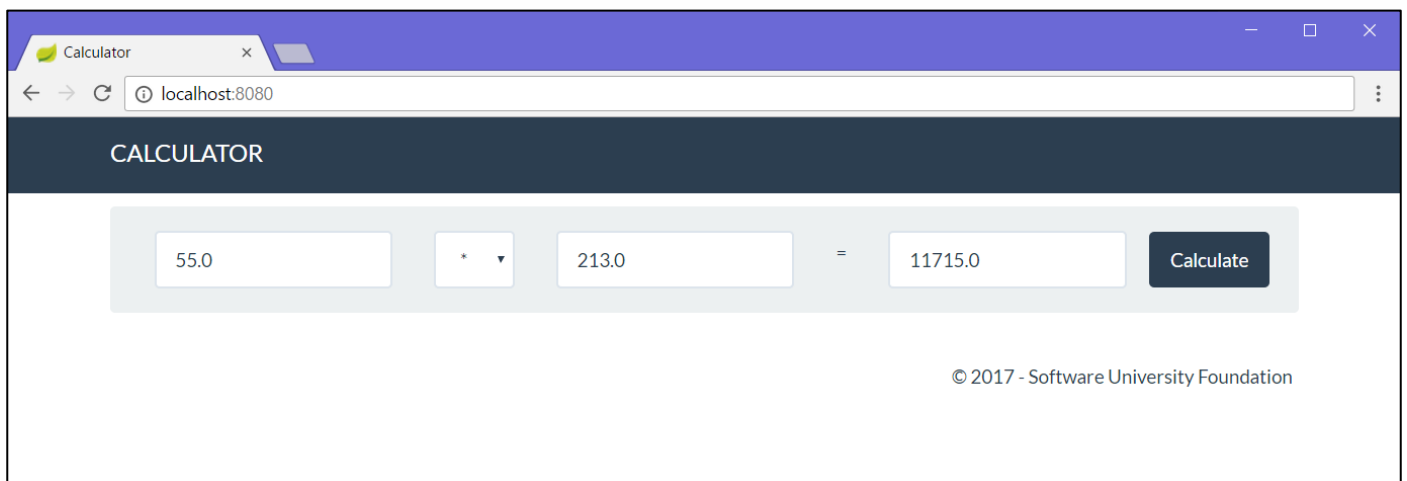 Calculator
localhost:8080
CALCULATOR
55.0 * 213.0 = 11715.0 Calculate
© 2017 - Software University Foundation